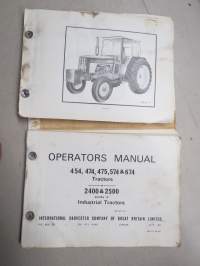 OPERATORS MANUAL
454, 474, 475, 574 & 674
Tractors
2400 & 2500
Industrial Tractors
INTERNATIONAL HARVESTER COMPANY OF GREAT BRITAIN LIMITED.